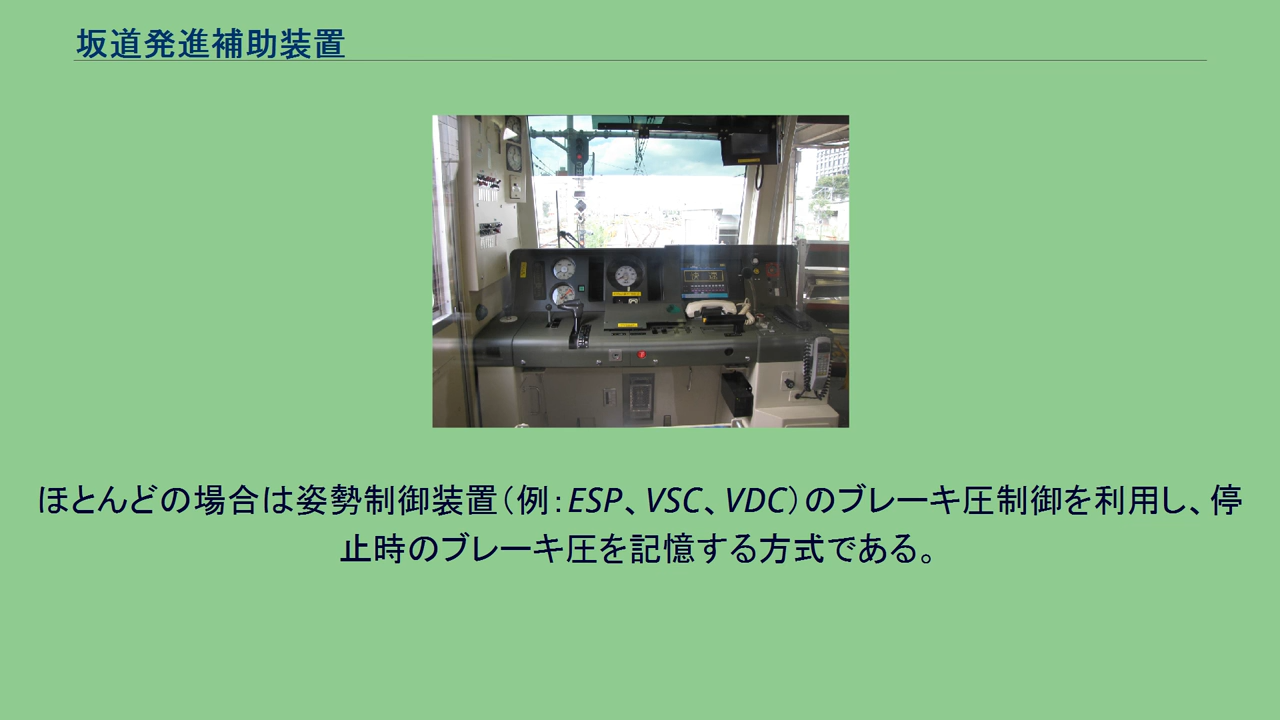 坂道発進補助装置
ほとんどの場合は姿勢制御装置（例：ESP、VSC、VDC）のブレーキ圧制御を利用し、停
止時のブレーキ圧を記憶する方式である。